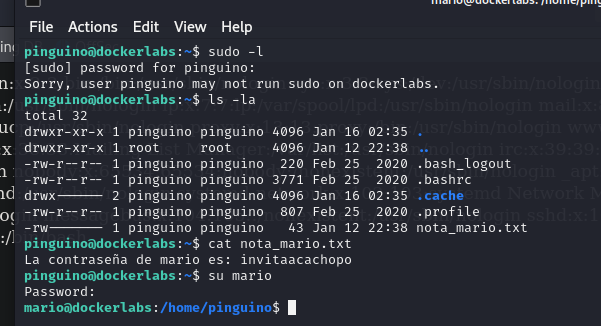 mario@dockerlabs: /home/pingui
File Actions Edit View Help
pinguino@dockerlabs:~$ sudo -l
[sudo] password for pinguino:
Sorry, user pinguino may not run sudo on dockerlabs.
pinguino@dockerlabs:~$ ls -la
total 32
drwxr-xr-x 1 pinguino pinguino 4096 Jan 16 02:35 .
drwxr-xr-x 1 root     root     4096 Jan 12 22:38 ..
-rw-r--r-- 1 pinguino pinguino  220 Feb 25  2020 .bash_logout
-rw-r--r-- 1 pinguino pinguino 3771 Feb 25  2020 .bashrc
drwx------ 2 pinguino pinguino 4096 Jan 16 02:35 .cache
-rw-r--r-- 1 pinguino pinguino  807 Feb 25  2020 .profile
-rw------- 1 pinguino pinguino   43 Jan 12 22:38 nota_mario.txt
pinguino@dockerlabs:~$ cat nota_mario.txt
La contraseña de mario es: invitaacachopo
pinguino@dockerlabs:~$ su mario
Password:
mario@dockerlabs:/home/pinguino$